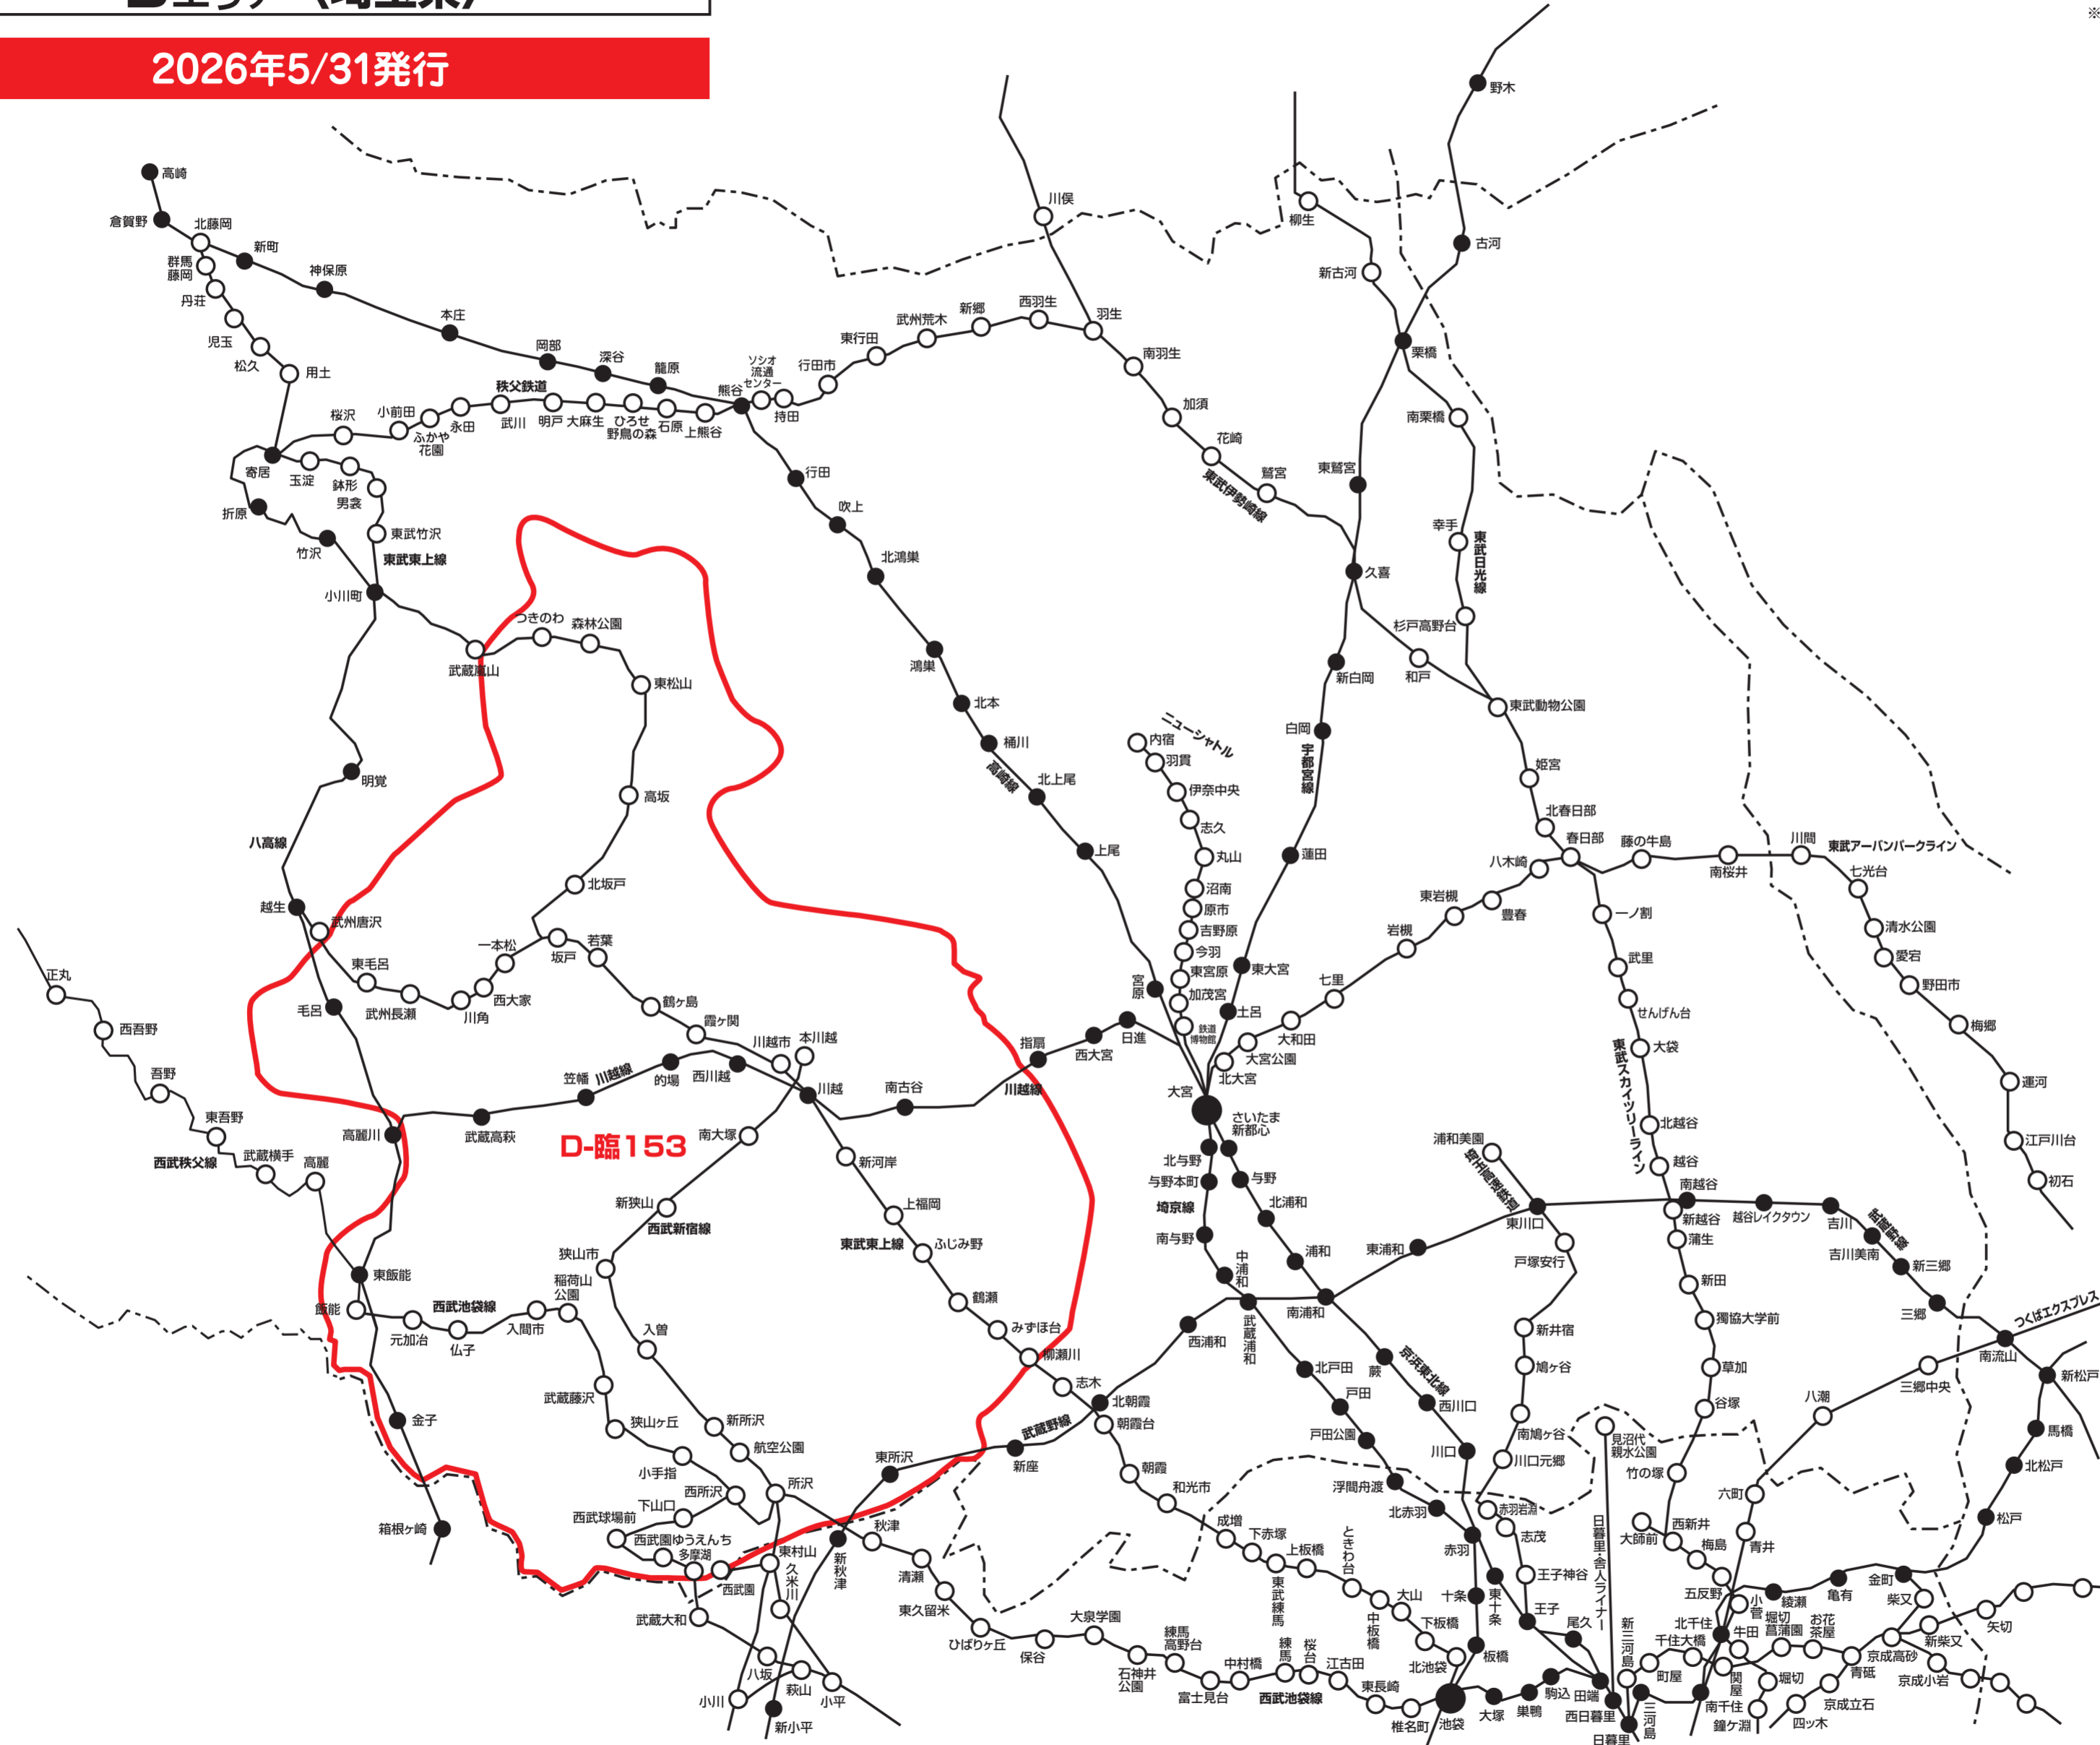 Dエリア（埼玉県）
※
2026年5/31発行
高崎
倉賀野
北藤岡
新町
群馬
藤岡
神保原
丹荘
児玉
松久
用土
本庄
岡部
深谷
籠原
熊谷
ソシオ
流通
センター
持田
行田市
東行田
武州荒木
新郷
西羽生
羽生
川俣
南羽生
加須
花崎
鷲宮
東武伊勢崎線
柳生
新古河
野木
古河
栗橋
南栗橋
東鷲宮
幸手
東武日光線
久喜
杉戸高野台
和戸
新白岡
東武動物公園
白岡
宇都宮線
秩父鉄道
桜沢
小前田
ふかや
花園
永田
武川
明戸
大麻生
ひろせ
野鳥の森
石原
上熊谷
寄居
玉淀
鉢形
男衾
折原
竹沢
東武竹沢
東武東上線
小川町
行田
吹上
北鴻巣
鴻巣
北本
桶川
高崎線
北上尾
上尾
つきのわ
森林公園
武蔵嵐山
東松山
高坂
北坂戸
明覚
八高線
越生
武州唐沢
東毛呂
武州長瀬
川角
西大家
一本松
坂戸
若葉
鶴ヶ島
霞ヶ関
毛呂
ニューシャトル
内宿
羽貫
伊奈中央
志久
丸山
沼南
原市
吉野原
今羽
東宮原
加茂宮
鉄道
博物館
宮原
蓮田
東大宮
土呂
姫宮
北春日部
春日部
八木崎
豊春
東岩槻
岩槻
七里
大和田
大宮公園
北大宮
大宮
藤の牛島
南桜井
川間
東武アーバンパークライン
七光台
清水公園
愛宕
野田市
梅郷
運河
江戸川台
初石
一ノ割
武里
せんげん台
大袋
東武スカイツリーライン
北越谷
越谷
南越谷
新越谷
蒲生
新田
獨協大学前
草加
谷塚
竹の塚
正丸
西吾野
吾野
東吾野
西武秩父線
武蔵横手
高麗
高麗川
武蔵高萩
笠幡
川越線
的場
西川越
川越市
本川越
川越
南古谷
川越線
指扇
西大宮
日進
D-臨153
南大塚
新狭山
西武新宿線
狭山市
新河岸
上福岡
東武東上線
ふじみ野
鶴瀬
みずほ台
柳瀬川
志木
東飯能
飯能
元加治
西武池袋線
仏子
入間市
稲荷山
公園
入曽
武蔵藤沢
狭山ヶ丘
新所沢
航空公園
小手指
西所沢
所沢
金子
箱根ヶ崎
下山口
西武球場前
西武園ゆうえんち
多摩湖
西武園
武蔵大和
東村山
久米川
八坂
萩山
小川
小平
新小平
新秋津
秋津
東所沢
新座
武蔵野線
北朝霞
朝霞台
朝霞
和光市
清瀬
東久留米
ひばりヶ丘
保谷
大泉学園
石神井
公園
練馬
高野台
富士見台
中村橋
練馬
桜台
西武池袋線
江古田
東長崎
椎名町
池袋
成増
下赤塚
東武練馬
上板橋
ときわ台
中板橋
大山
下板橋
北池袋
さいたま
新都心
北与野
与野本町
与野
埼京線
北浦和
南与野
中浦和
浦和
南浦和
武蔵浦和
西浦和
東浦和
浦和美園
埼玉高速鉄道
東川口
戸塚安行
新井宿
鳩ヶ谷
南鳩ヶ谷
川口元郷
蕨
京浜東北線
西川口
川口
北戸田
戸田
戸田公園
浮間舟渡
北赤羽
赤羽
赤羽岩淵
志茂
王子神谷
王子
東十条
十条
板橋
大塚
巣鴨
駒込
田端
尾久
西日暮里
日暮里
三河島
新三河島
日暮里・舎人ライナー
見沼代
親水公園
越谷レイクタウン
吉川
武蔵野線
吉川美南
新三郷
三郷
南流山
つくばエクスプレス
三郷中央
八潮
六町
青井
新松戸
馬橋
北松戸
松戸
大師前
西新井
梅島
五反野
小菅
綾瀬
亀有
金町
柴又
北千住
千住大橋
町屋
牛田
関屋
堀切
菖蒲園
お花
茶屋
堀切
南千住
鐘ケ淵
青砥
京成立石
四ツ木
京成高砂
新柴又
矢切
京成小岩